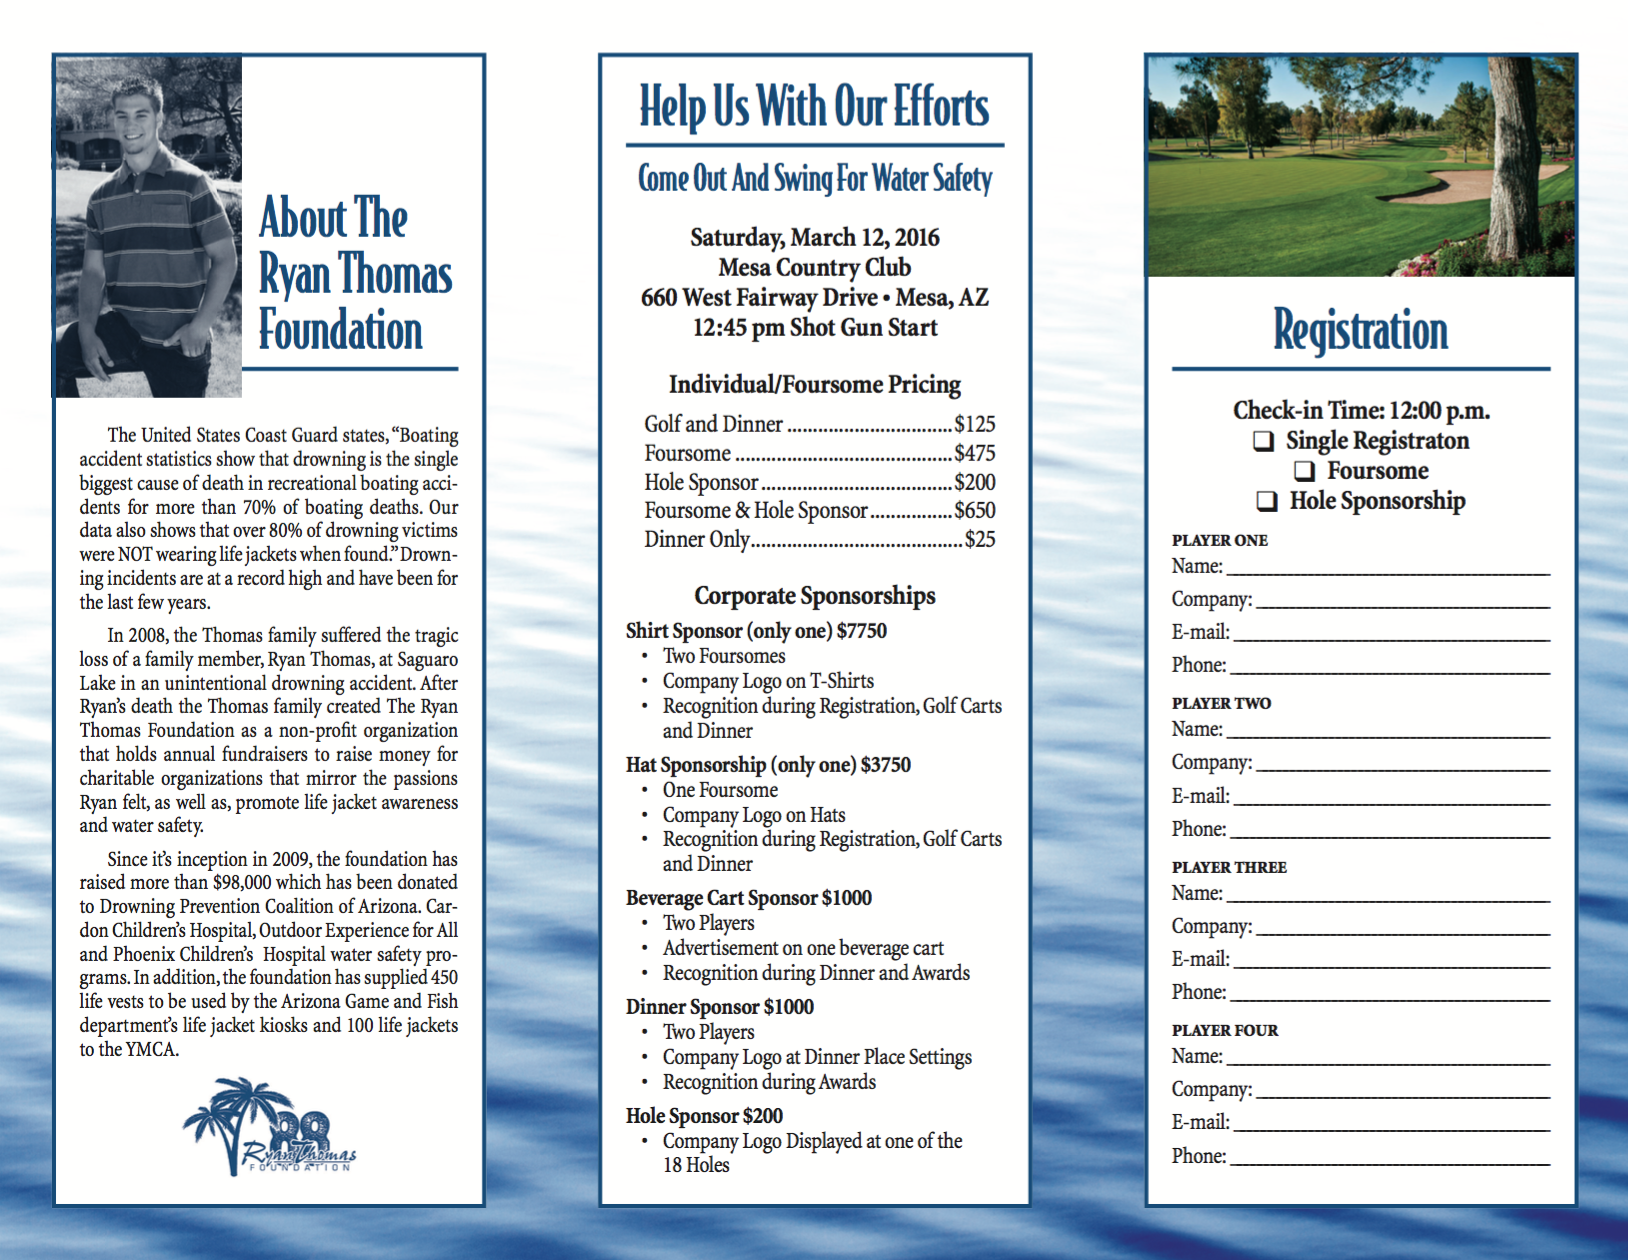 About The
Ryan Thomas
Foundation
The United States Coast Guard states, “Boating
accident statistics show that drowning is the single
biggest cause of death in recreational boating acci-
dents for more than 70% of boating deaths. Our
data also shows that over 80% of drowning victims
were NOT wearing life jackets when found.” Drown-
ing incidents are at a record high and have been for
the last few years.
In 2008, the Thomas family suffered the tragic
loss of a family member, Ryan Thomas, at Saguaro
Lake in an unintentional drowning accident. After
Ryan’s death the Thomas family created The Ryan
Thomas Foundation as a non-profit organization
that holds annual fundraisers to raise money for
charitable organizations that mirror the passions
Ryan felt, as well as, promote life jacket awareness
and water safety.
Since it’s inception in 2009, the foundation has
raised more than $98,000 which has been donated
to Drowning Prevention Coalition of Arizona. Car-
don Children’s Hospital, Outdoor Experience for All
and Phoenix Children’s Hospital water safety pro-
grams. In addition, the foundation has supplied 450
life vests to be used by the Arizona Game and Fish
department’s life jacket kiosks and 100 life jackets
to the YMCA.
88
Ryan Thomas
FOUNDATION
Help Us With Our Efforts
Come Out And Swing For Water Safety
Saturday, March 12, 2016
Mesa Country Club
660 West Fairway Drive • Mesa, AZ
12:45 pm Shot Gun Start
Individual/Foursome Pricing
Golf and Dinner ................................ $125
Foursome .......................................... $475
Hole Sponsor ..................................... $200
Foursome & Hole Sponsor ................ $650
Dinner Only......................................... $25
Corporate Sponsorships
Shirt Sponsor (only one) $7750
• Two Foursomes
• Company Logo on T-Shirts
• Recognition during Registration, Golf Carts
and Dinner
Hat Sponsorship (only one) $3750
• One Foursome
• Company Logo on Hats
• Recognition during Registration, Golf Carts
and Dinner
Beverage Cart Sponsor $1000
• Two Players
• Advertisement on one beverage cart
• Recognition during Dinner and Awards
Dinner Sponsor $1000
• Two Players
• Company Logo at Dinner Place Settings
• Recognition during Awards
Hole Sponsor $200
• Company Logo Displayed at one of the
18 Holes
Registration
Check-in Time: 12:00 p.m.
❑ Single Registraton
❑ Foursome
❑ Hole Sponsorship
PLAYER ONE
Name: ____________________
Company: ____________________
E-mail: ____________________
Phone: ____________________
PLAYER TWO
Name: ____________________
Company: ____________________
E-mail: ____________________
Phone: ____________________
PLAYER THREE
Name: ____________________
Company: ____________________
E-mail: ____________________
Phone: ____________________
PLAYER FOUR
Name: ____________________
Company: ____________________
E-mail: ____________________
Phone: ____________________